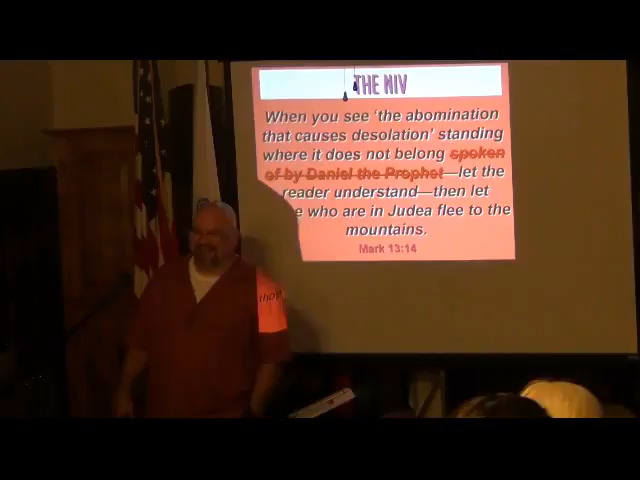 THE NIV
When you see 'the abomination
that causes desolation' standing
where it does not belong spoken
of by Daniel the Prophet—let the
reader understand—then let
e who are in Judea flee to the
mountains.
Mark 13:14
thos